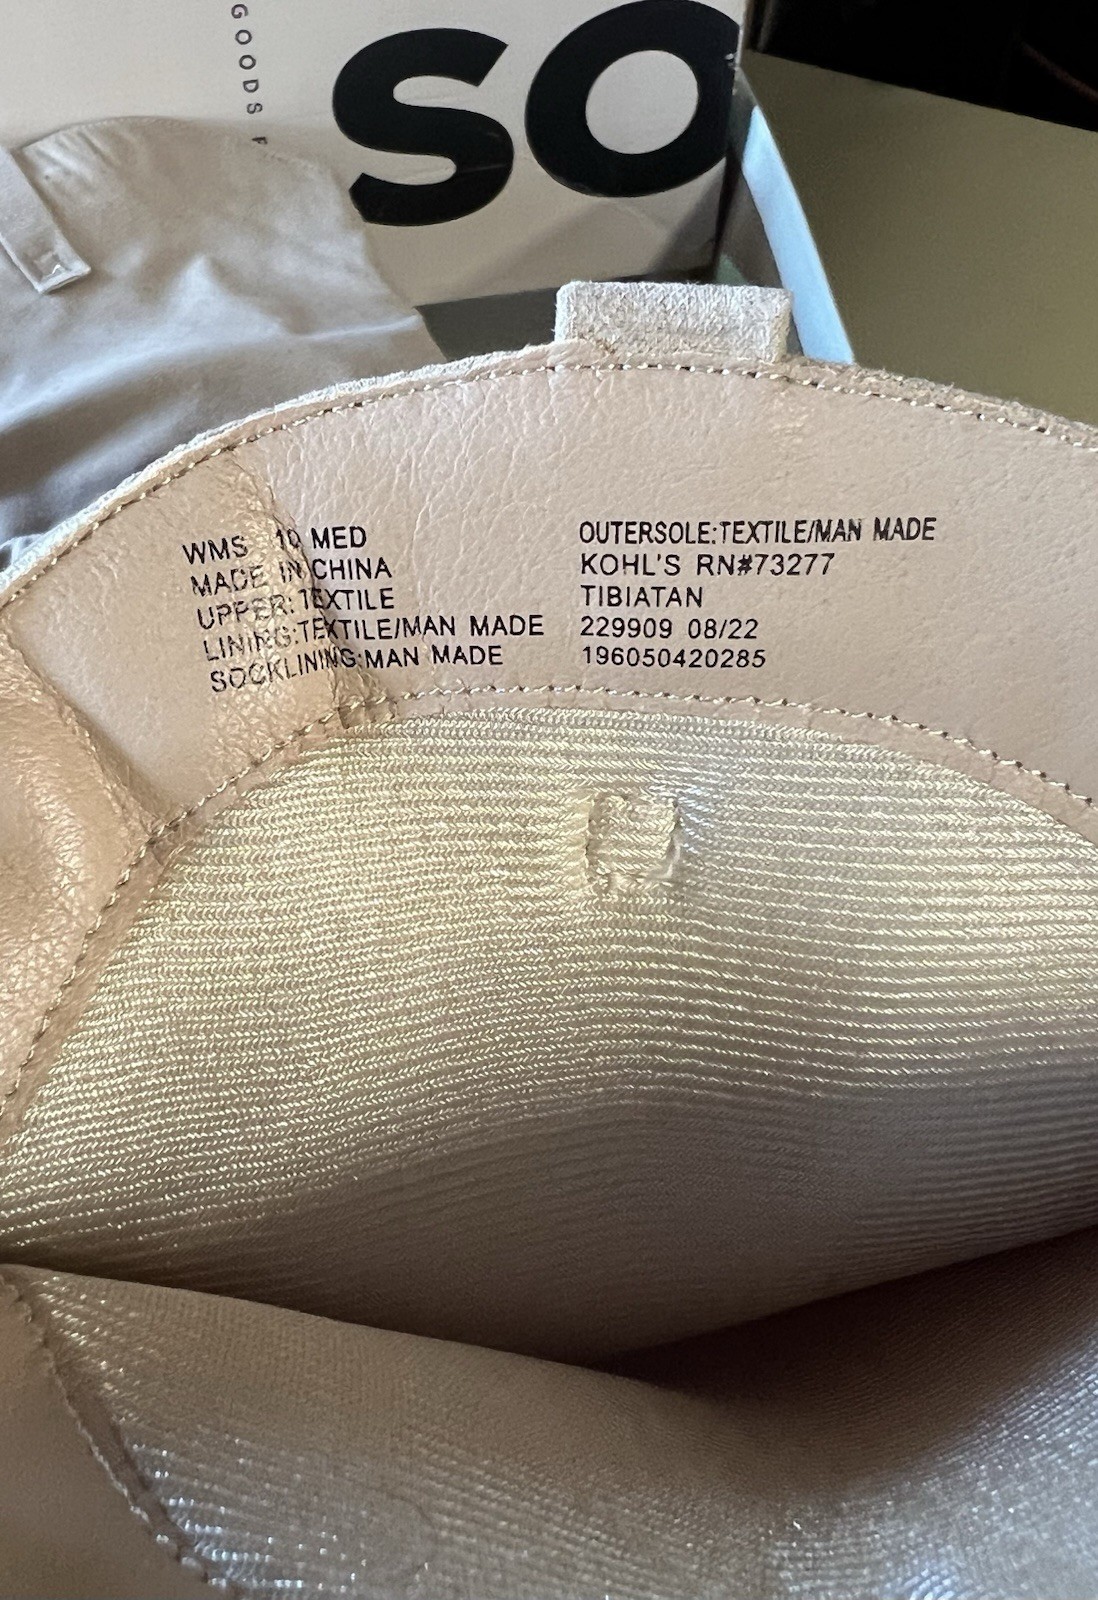 GOODS F
SO
WMS 10 MED
MADE IN CHINA
UPPER:TEXTILE
LINING:TEXTILE/MAN MADE
SOCKLINING:MAN MADE
OUTERSOLE:TEXTILE/MAN MADE
KOHL'S RN#73277
TIBIATAN
229909 08/22
196050420285